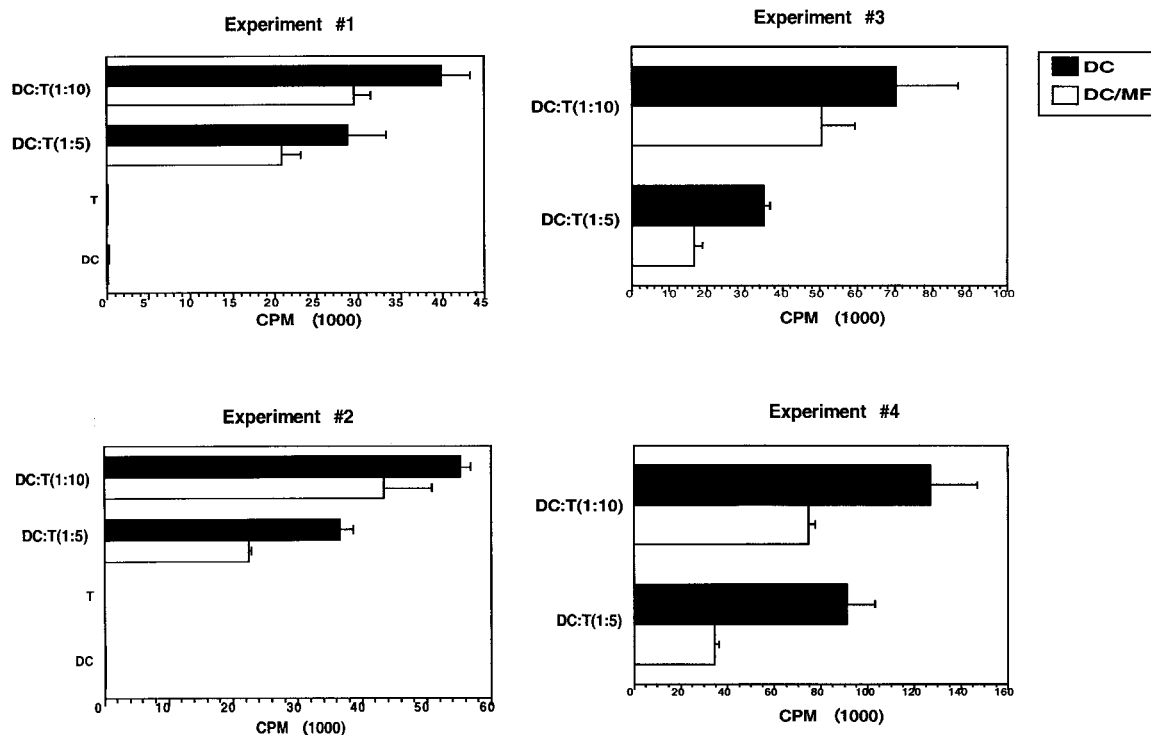 Experiment #1
DC:T(1:10)
DC:T(1:5)
T
DC
0 5 10 15 20 25 30 35 40 45
CPM (1000)
Experiment #3
DC:T(1:10)
DC:T(1:5)
0 10 20 30 40 50 60 70 80 90 100
CPM (1000)
DC
DC/MF
Experiment #2
DC:T(1:10)
DC:T(1:5)
T
DC
0 10 20 30 40 50 60
CPM (1000)
Experiment #4
DC:T(1:10)
DC:T(1:5)
0 20 40 60 80 100 120 140 160
CPM (1000)